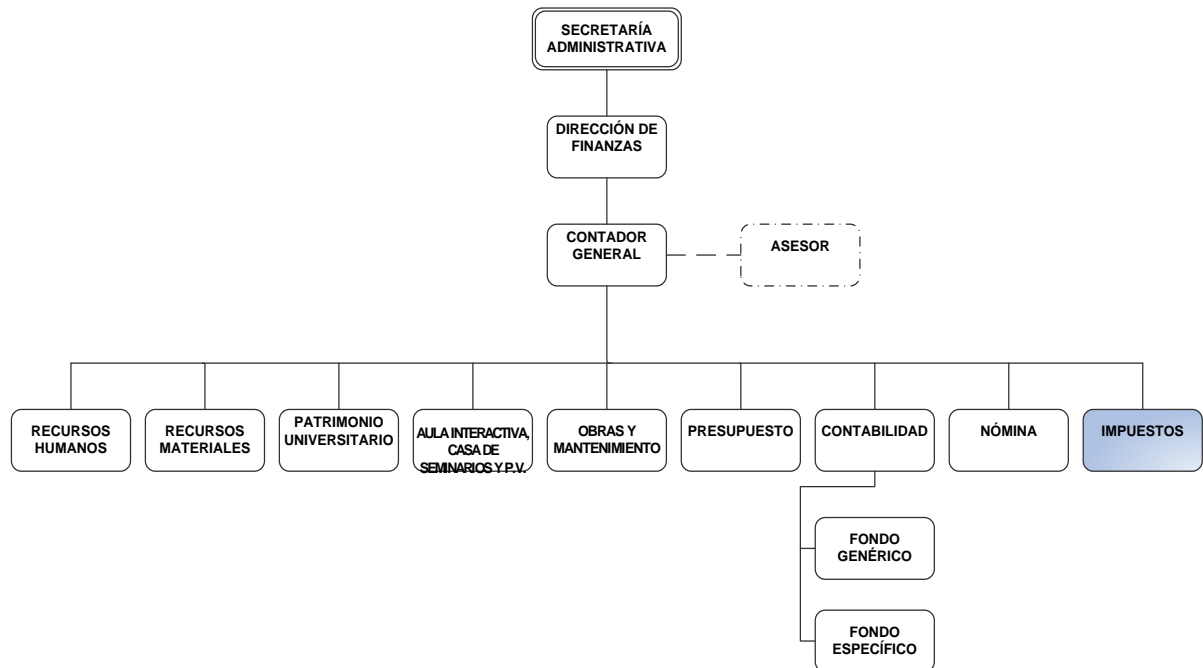 SECRETARÍA
ADMINISTRATIVA
DIRECCIÓN DE
FINANZAS
CONTADOR
GENERAL
ASESOR
RECURSOS
HUMANOS
RECURSOS
MATERIALES
PATRIMONIO
UNIVERSITARIO
AULA INTERACTIVA,
CASA DE
SEMINARIOS Y P.V.
OBRAS Y
MANTENIMIENTO
PRESUPUESTO
CONTABILIDAD
NÓMINA
IMPUESTOS
FONDO
GENÉRICO
FONDO
ESPECÍFICO